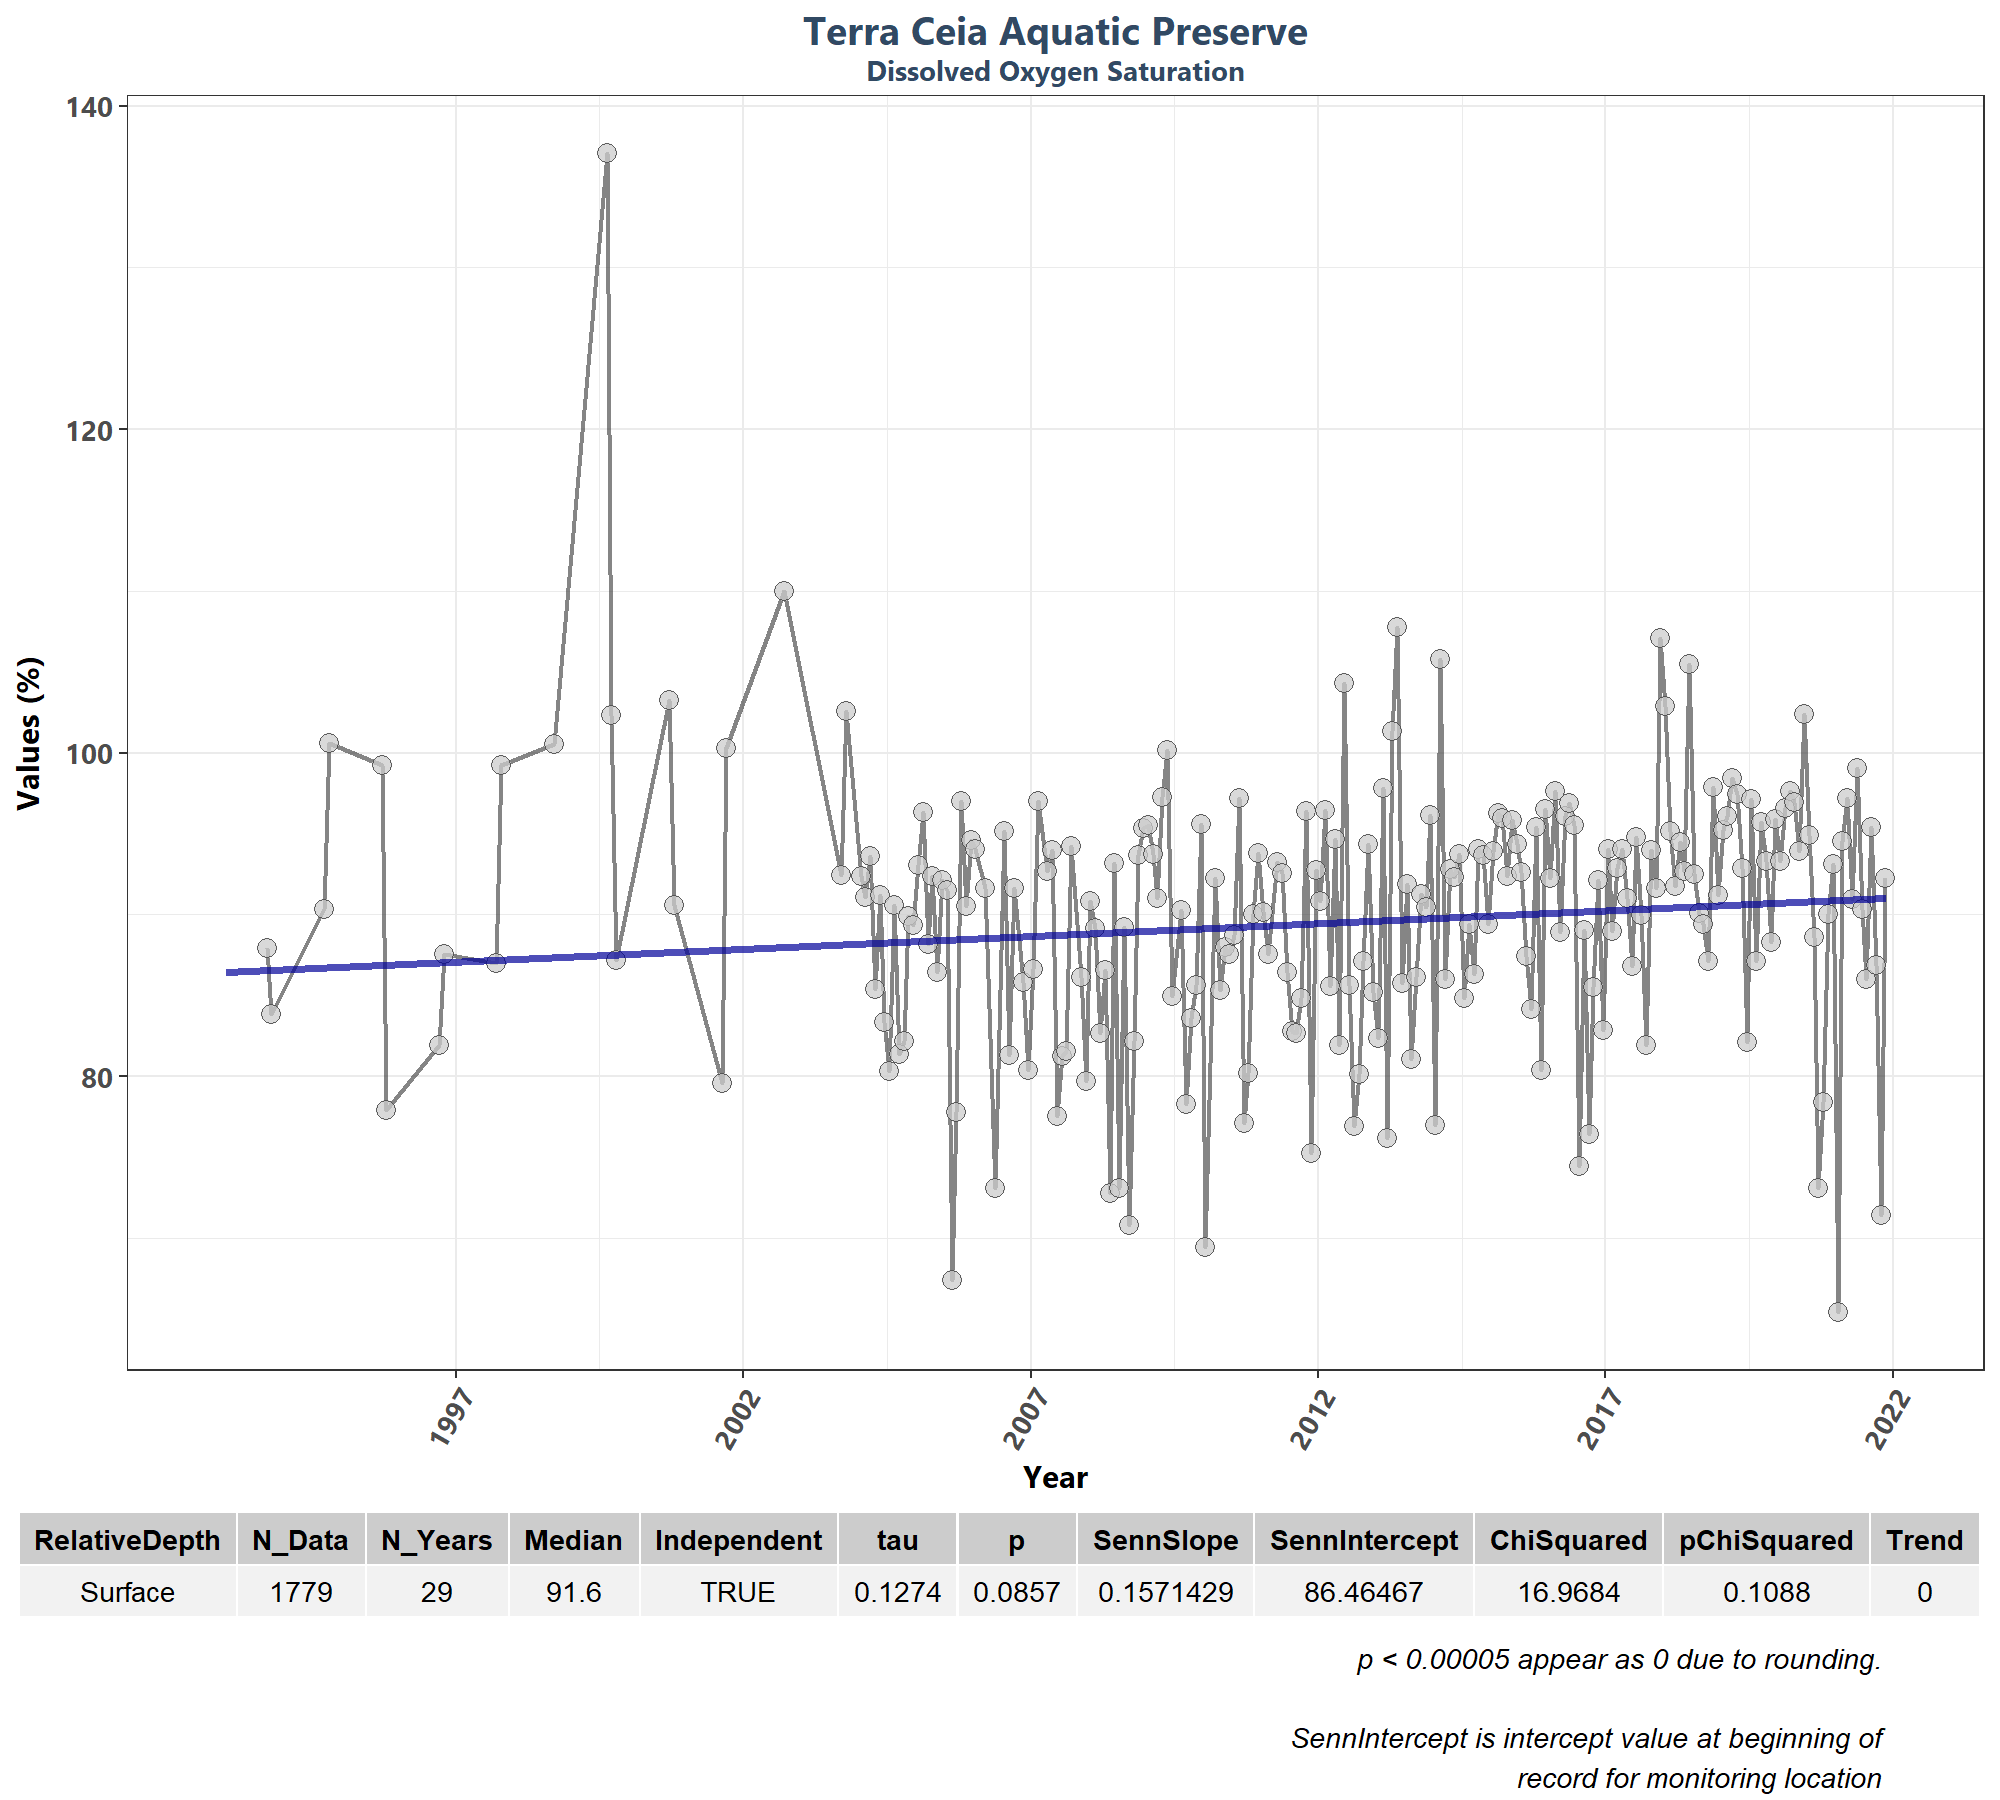 Terra Ceia Aquatic Preserve
Dissolved Oxygen Saturation
140
120
100
80
Values (%)
1997
2002
2007
2012
2017
2022
Year
RelativeDepth N_Data N_Years Median Independent tau p SennSlope SennIntercept ChiSquared pChiSquared Trend
Surface 1779 29 91.6 TRUE 0.1274 0.0857 0.1571429 86.46467 16.9684 0.1088 0
p < 0.00005 appear as 0 due to rounding.
SennIntercept is intercept value at beginning of
record for monitoring location